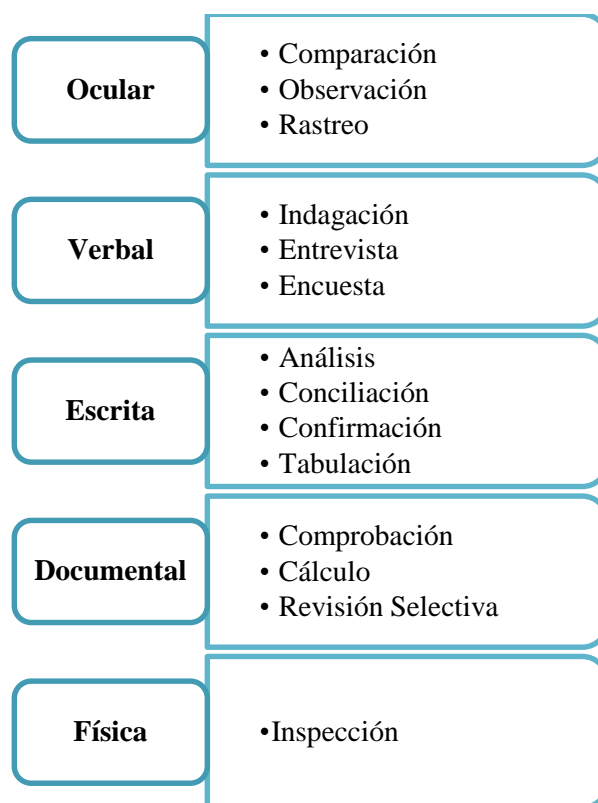 Ocular
• Comparación
• Observación
• Rastreo
Verbal
• Indagación
• Entrevista
• Encuesta
Escrita
• Análisis
• Conciliación
• Confirmación
• Tabulación
Documental
• Comprobación
• Cálculo
• Revisión Selectiva
Física
•Inspección